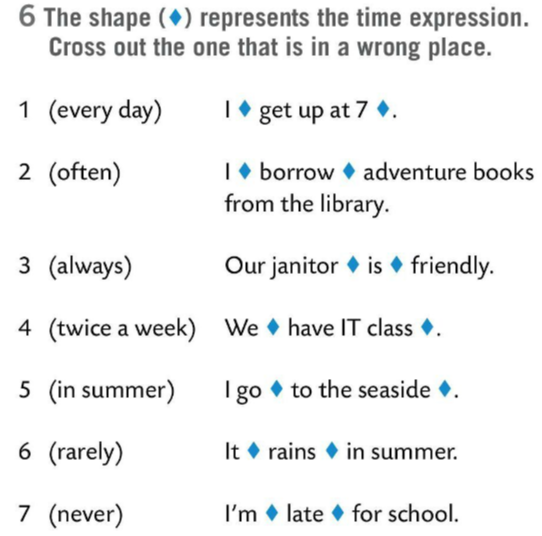 6 The shape (♦) represents the time expression.
Cross out the one that is in a wrong place.
1 (every day) I ♦ get up at 7 ♦.
2 (often) I ♦ borrow ♦ adventure books
from the library.
3 (always) Our janitor ♦ is ♦ friendly.
4 (twice a week) We ♦ have IT class ♦.
5 (in summer) I go ♦ to the seaside ♦.
6 (rarely) It ♦ rains ♦ in summer.
7 (never) I'm ♦ late ♦ for school.